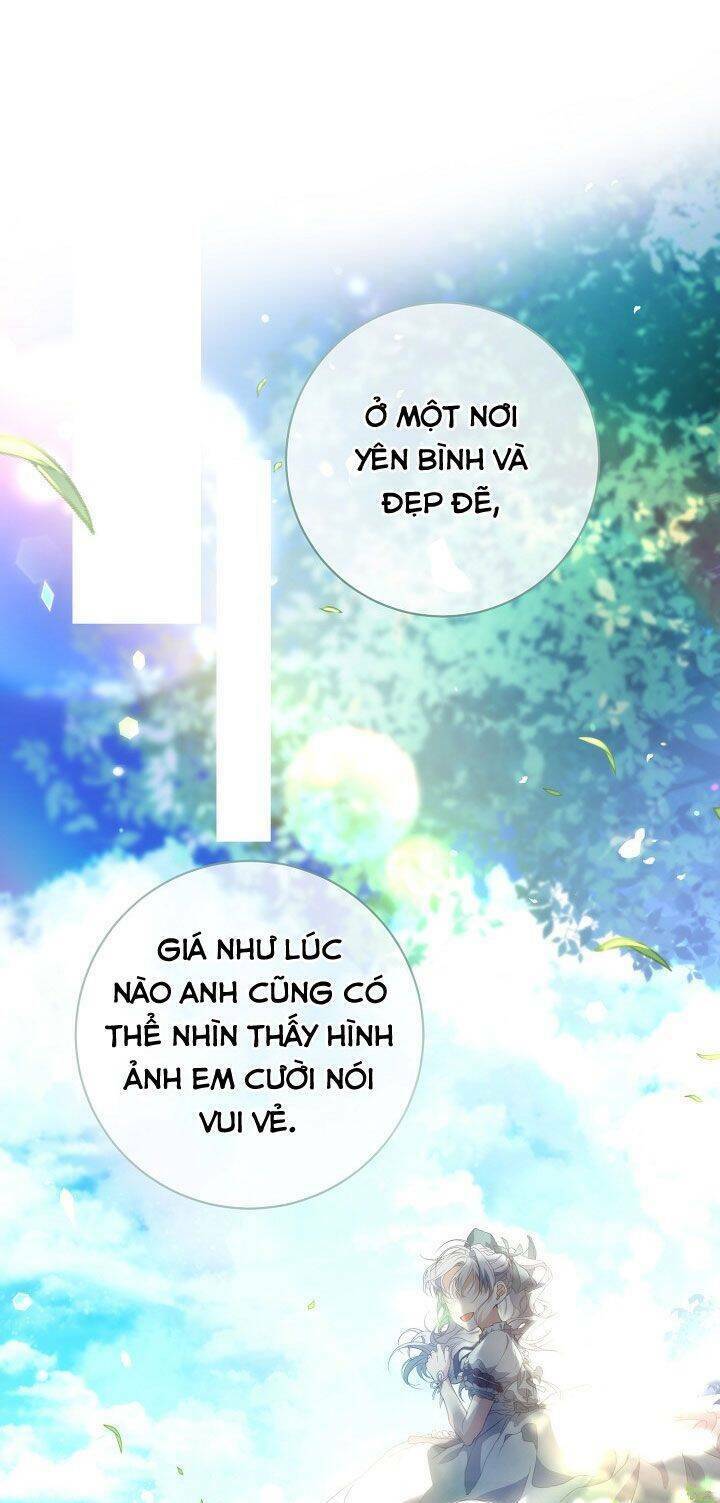 Ở MỘT NƠI
YÊN BÌNH VÀ
ĐẸP ĐẼ,
GIÁ NHƯ LÚC
NÀO ANH CŨNG CÓ
THỂ NHÌN THẤY HÌNH
ẢNH EM CƯỜI NÓI
VUI VẺ.